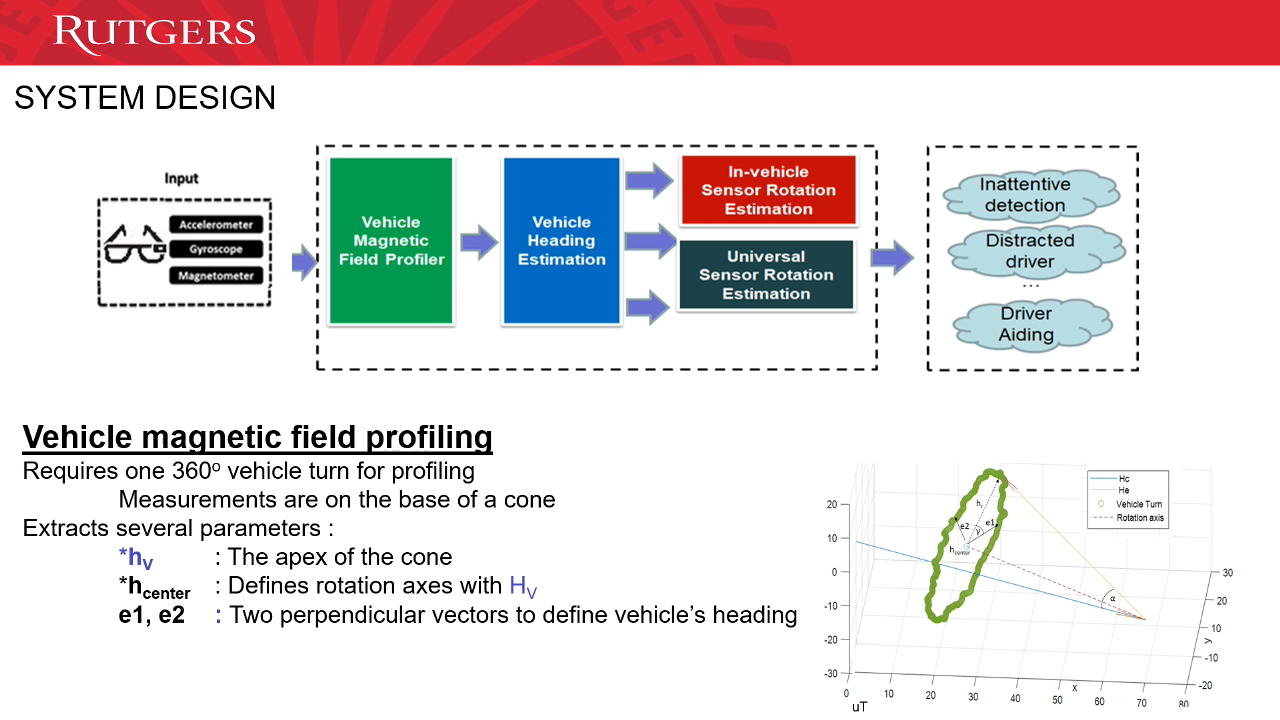 RUTGERS
SYSTEM DESIGN
Input
Accelerometer
Gyroscope
Magnetometer
Vehicle
Magnetic
Field Profiler
Vehicle
Heading
Estimation
In-vehicle
Sensor Rotation
Estimation
Universal
Sensor Rotation
Estimation
Inattentive
detection
Distracted
driver
...
Driver
Aiding
Vehicle magnetic field profiling
Requires one 360º vehicle turn for profiling
Measurements are on the base of a cone
Extracts several parameters :
*hV : The apex of the cone
*hcenter : Defines rotation axes with HV
e1, e2 : Two perpendicular vectors to define vehicle's heading
Hc
He
Vehicle Turn
Rotation axis
e2
e1
γ
hcenter
α
20
10
0
-10
-20
-30
0
10
20
30
40
50
60
70
80
x
uT
30
20
10
-10
-20
y